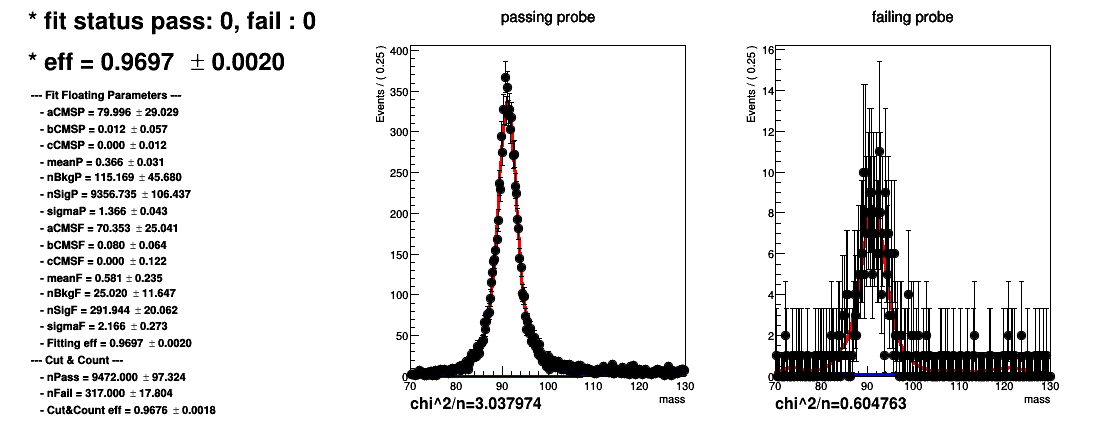 * fit status pass: 0, fail : 0
* eff = 0.9697 ± 0.0020
--- Fit Floating Parameters ---
- aCMSP = 79.996 ± 29.029
- bCMSP = 0.012 ± 0.057
- cCMSP = 0.000 ± 0.012
- meanP = 0.366 ± 0.031
- nBkgP = 115.169 ± 45.680
- nSigP = 9356.735 ± 106.437
- sigmaP = 1.366 ± 0.043
- aCMSF = 70.353 ± 25.041
- bCMSF = 0.080 ± 0.064
- cCMSF = 0.000 ± 0.122
- meanF = 0.581 ± 0.235
- nBkgF = 25.020 ± 11.647
- nSigF = 291.944 ± 20.062
- sigmaF = 2.166 ± 0.273
- Fitting eff = 0.9697 ± 0.0020
--- Cut & Count ---
- nPass = 9472.000 ± 97.324
- nFail = 317.000 ± 17.804
- Cut&Count eff = 0.9676 ± 0.0018
passing probe
Events / ( 0.25 )
400
350
300
250
200
150
100
50
0
70 80 90 100 110 120 130
mass
chi^2/n=3.037974
failing probe
Events / ( 0.25 )
16
14
12
10
8
6
4
2
0
70 80 90 100 110 120 130
mass
chi^2/n=0.604763